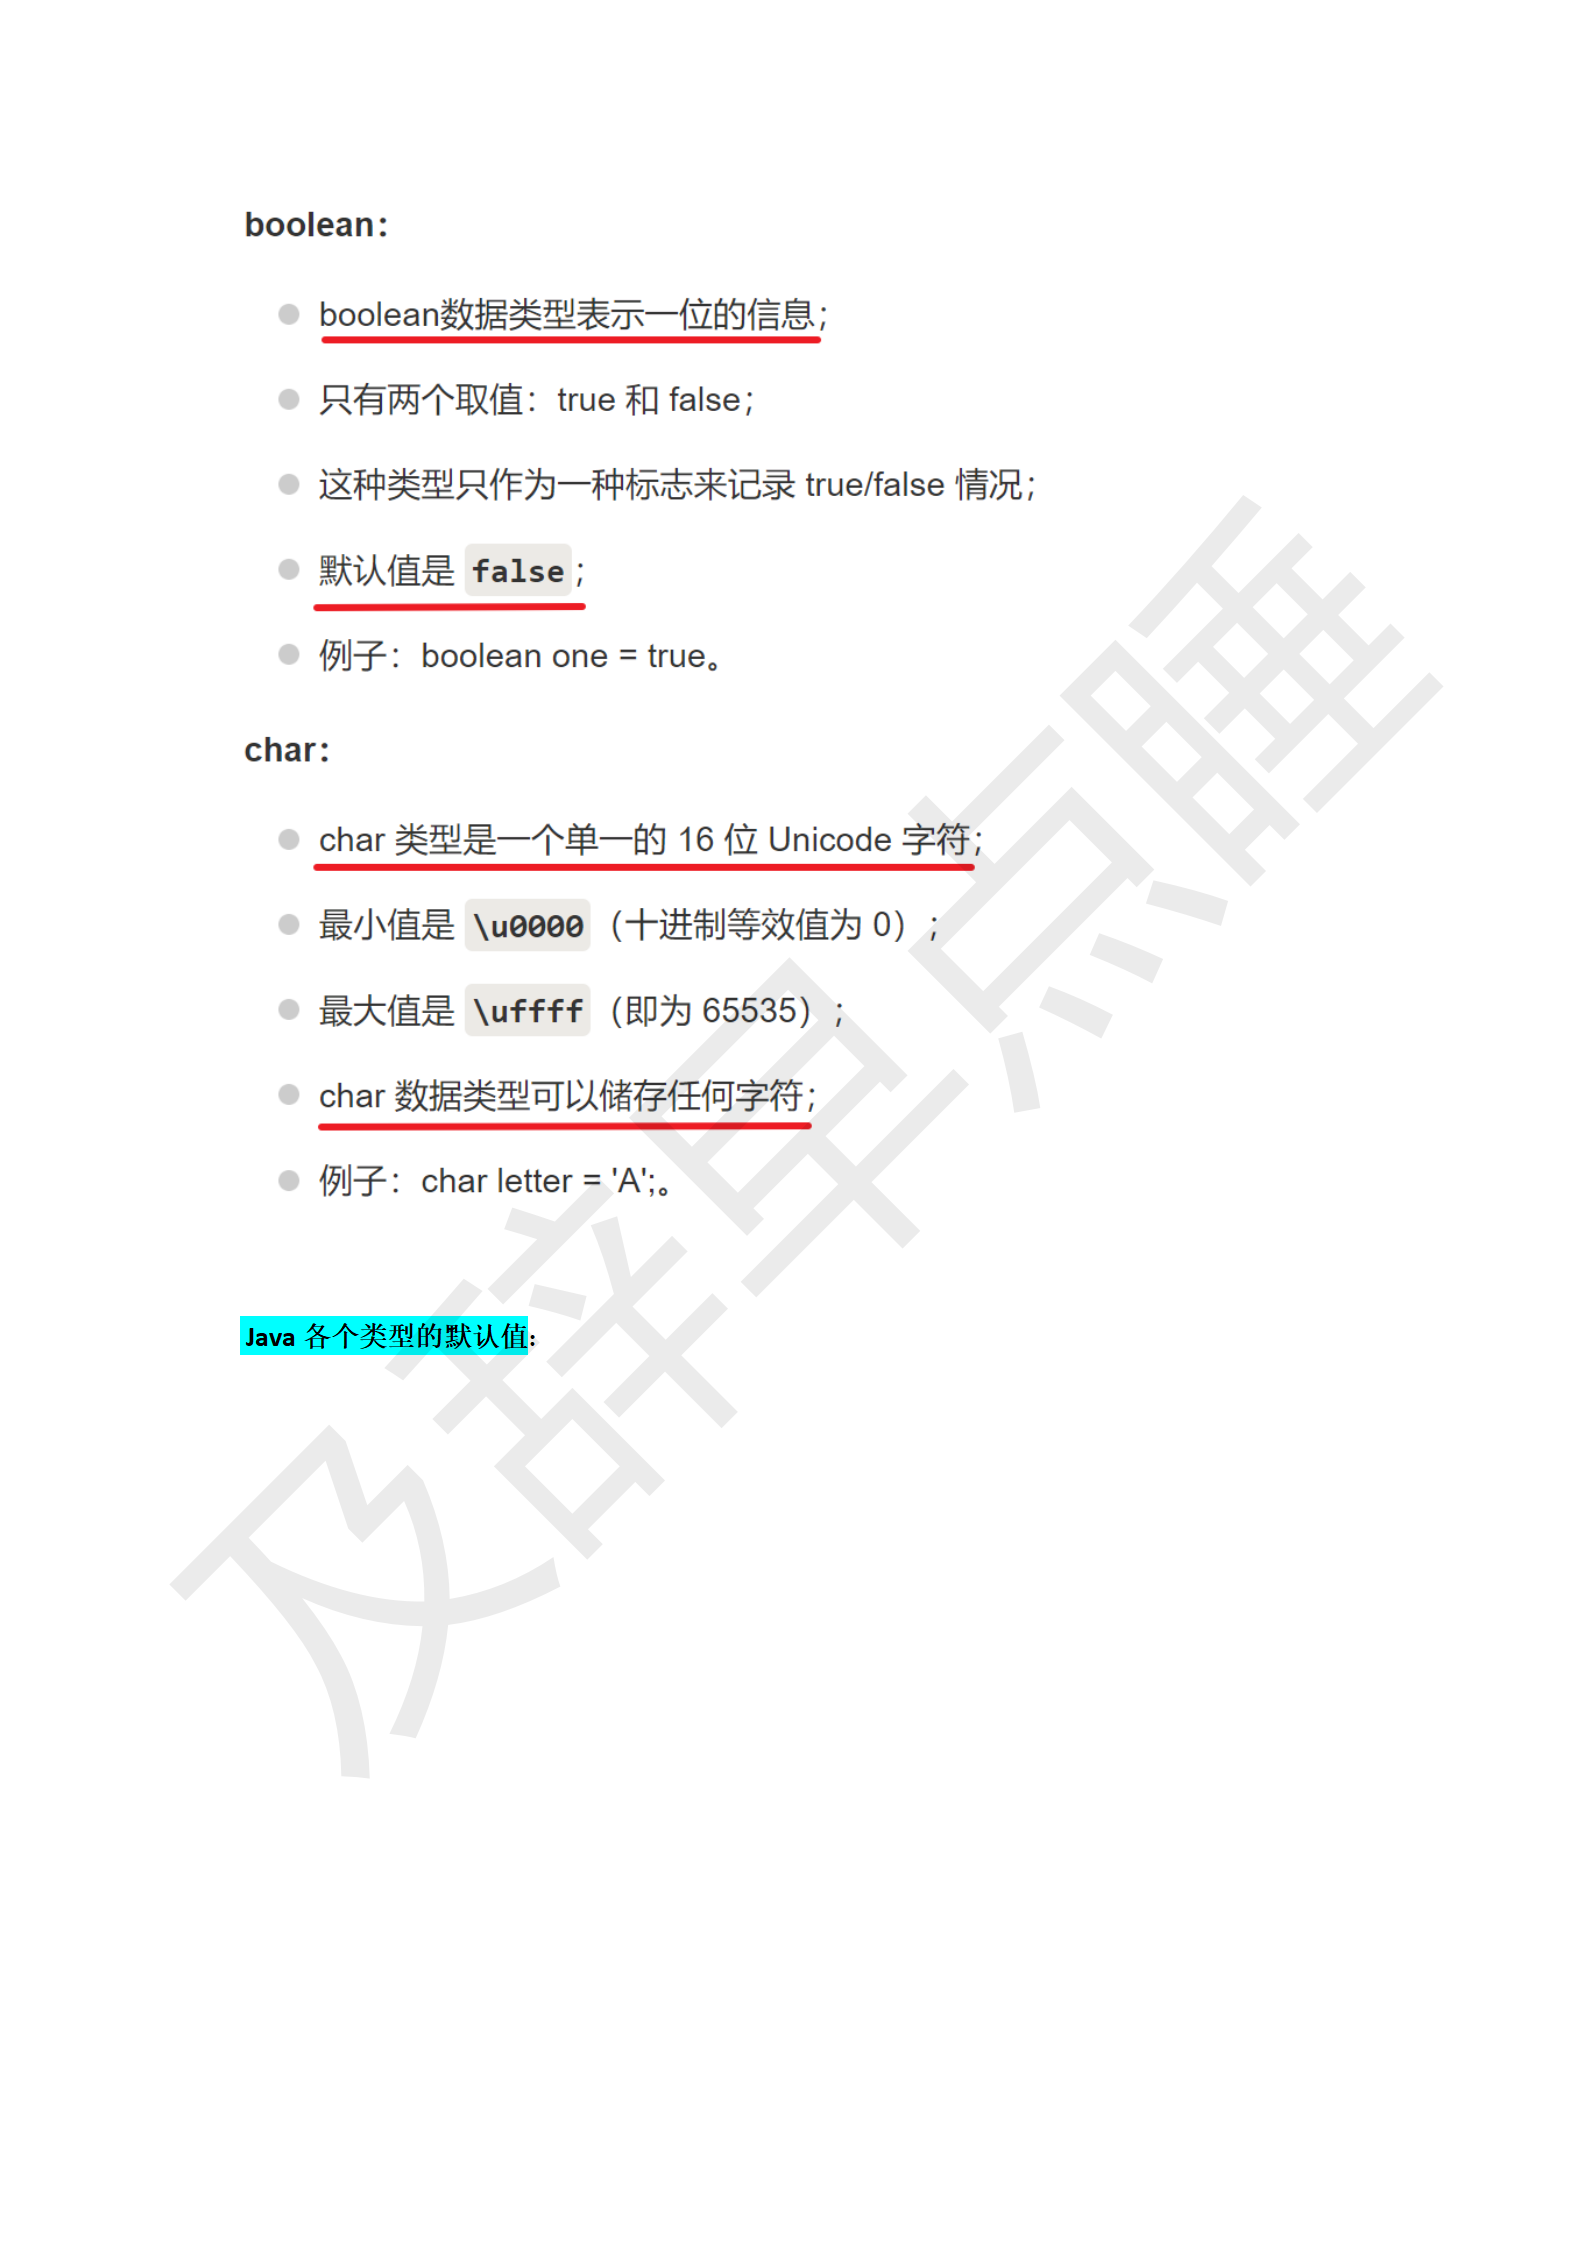 boolean：
boolean数据类型表示一位的信息；
只有两个取值：true 和 false；
这种类型只作为一种标志来记录 true/false 情况；
默认值是 false；
例子：boolean one = true。
char：
char 类型是一个单一的 16 位 Unicode 字符；
最小值是 \u0000（十进制等效值为 0）；
最大值是 \uffff（即为 65535）；
char 数据类型可以储存任何字符；
例子：char letter = 'A';。
Java 各个类型的默认值：
及辞早点睡